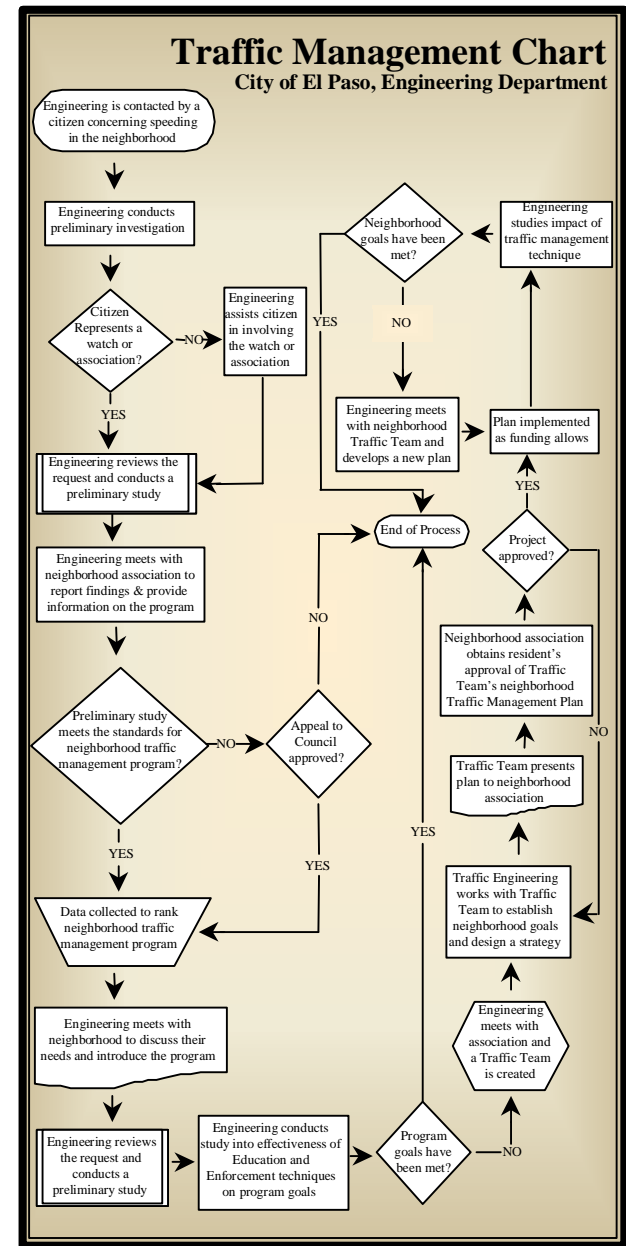 Traffic Management Chart
City of El Paso, Engineering Department
Engineering is contacted by a
citizen concerning speeding
in the neighborhood
Engineering conducts
preliminary investigation
Citizen
Represents a
watch or
association?
NO
Engineering
assists citizen
in involving
the watch or
association
YES
Engineering reviews the
request and conducts a
preliminary study
Engineering meets with
neighborhood association to
report findings & provide
information on the program
Preliminary study
meets the standards for
neighborhood traffic
management program?
NO
Appeal to
Council
approved?
NO
YES
YES
Data collected to rank
neighborhood traffic
management program
Engineering meets with
neighborhood to discuss their
needs and introduce the program
Engineering reviews
the request and
conducts a
preliminary study
Engineering conducts
study into effectiveness of
Education and
Enforcement techniques
on program goals
Program
goals have
been met?
YES
NO
Engineering
meets with
association and
a Traffic Team
is created
Traffic Engineering
works with Traffic
Team to establish
neighborhood goals
and design a strategy
Traffic Team presents
plan to neighborhood
association
Neighborhood association
obtains resident's
approval of Traffic
Team's neighborhood
Traffic Management Plan
Project
approved?
NO
YES
Plan implemented
as funding allows
Engineering
studies impact of
traffic management
technique
Neighborhood
goals have been
met?
YES
NO
Engineering meets
with neighborhood
Traffic Team and
develops a new plan
End of Process